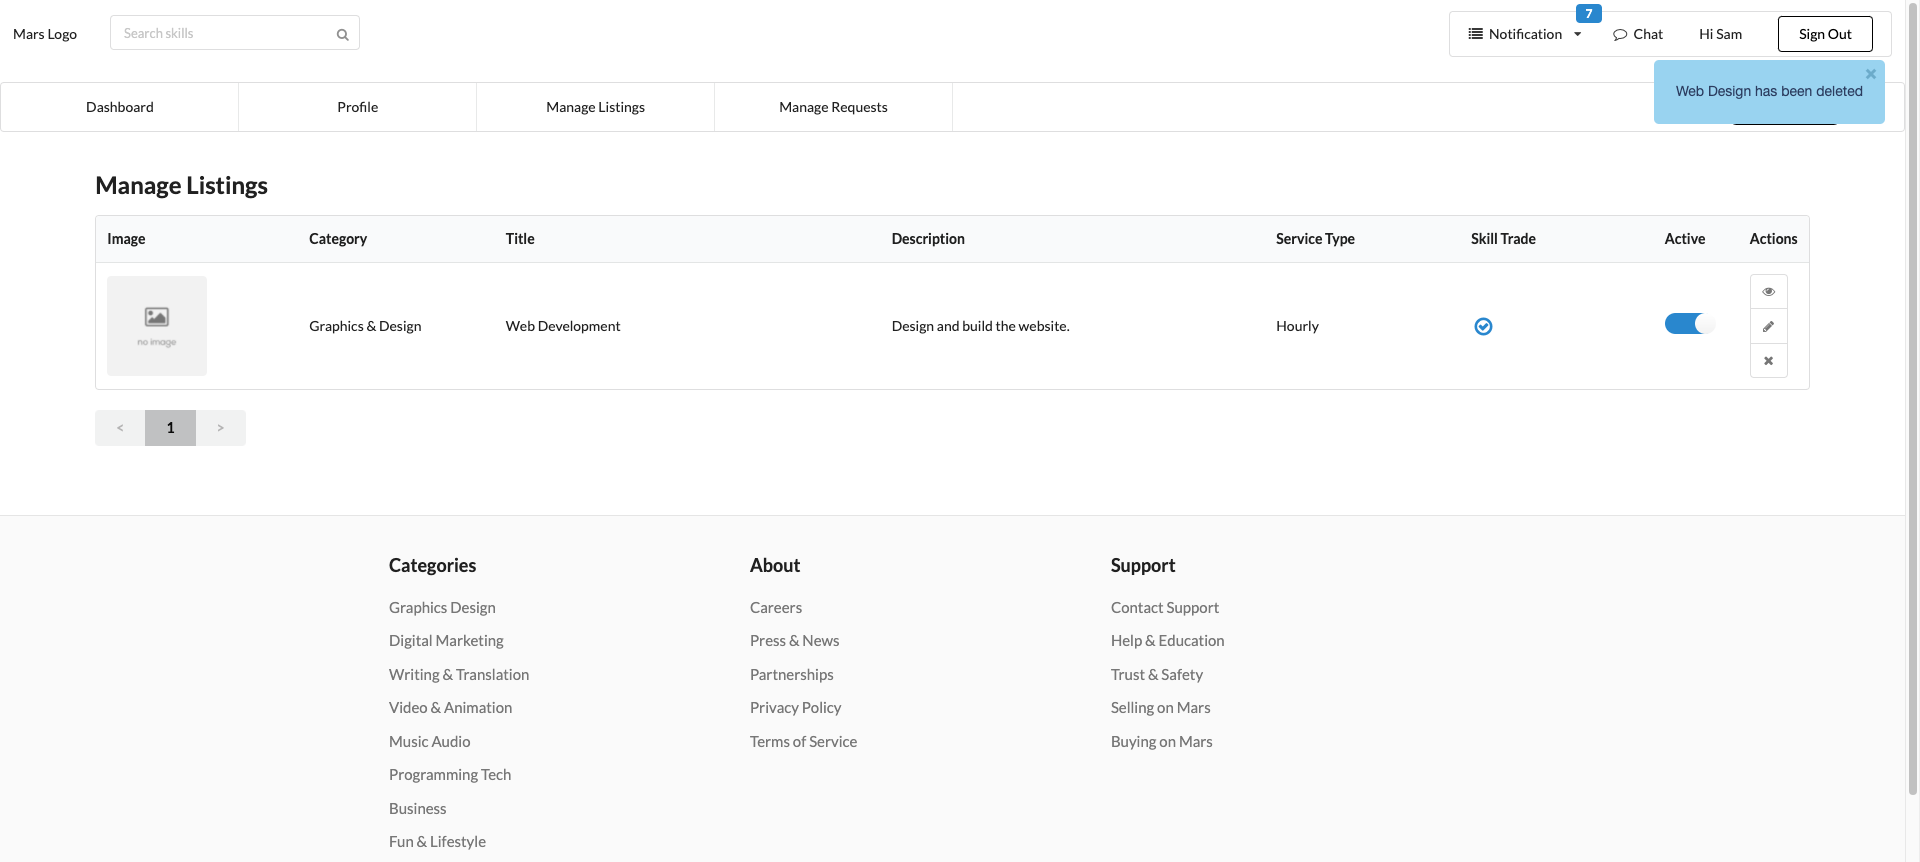 Mars Logo
Search skills
7
Notification
Chat
Hi Sam
Sign Out
Web Design has been deleted
Dashboard
Profile
Manage Listings
Manage Requests
Manage Listings
Image Category Title Description Service Type Skill Trade Active Actions
no image
Graphics & Design Web Development Design and build the website. Hourly
< 1 >
Categories
Graphics Design
Digital Marketing
Writing & Translation
Video & Animation
Music Audio
Programming Tech
Business
Fun & Lifestyle
About
Careers
Press & News
Partnerships
Privacy Policy
Terms of Service
Support
Contact Support
Help & Education
Trust & Safety
Selling on Mars
Buying on Mars